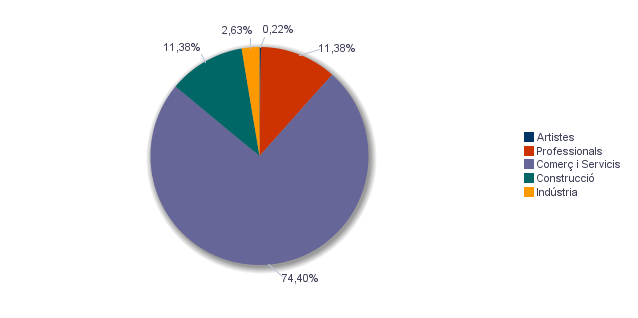 2,63%
0,22%
11,38%
11,38%
74,40%
Artistes
Professionals
Comerç i Servicis
Construcció
Indústria